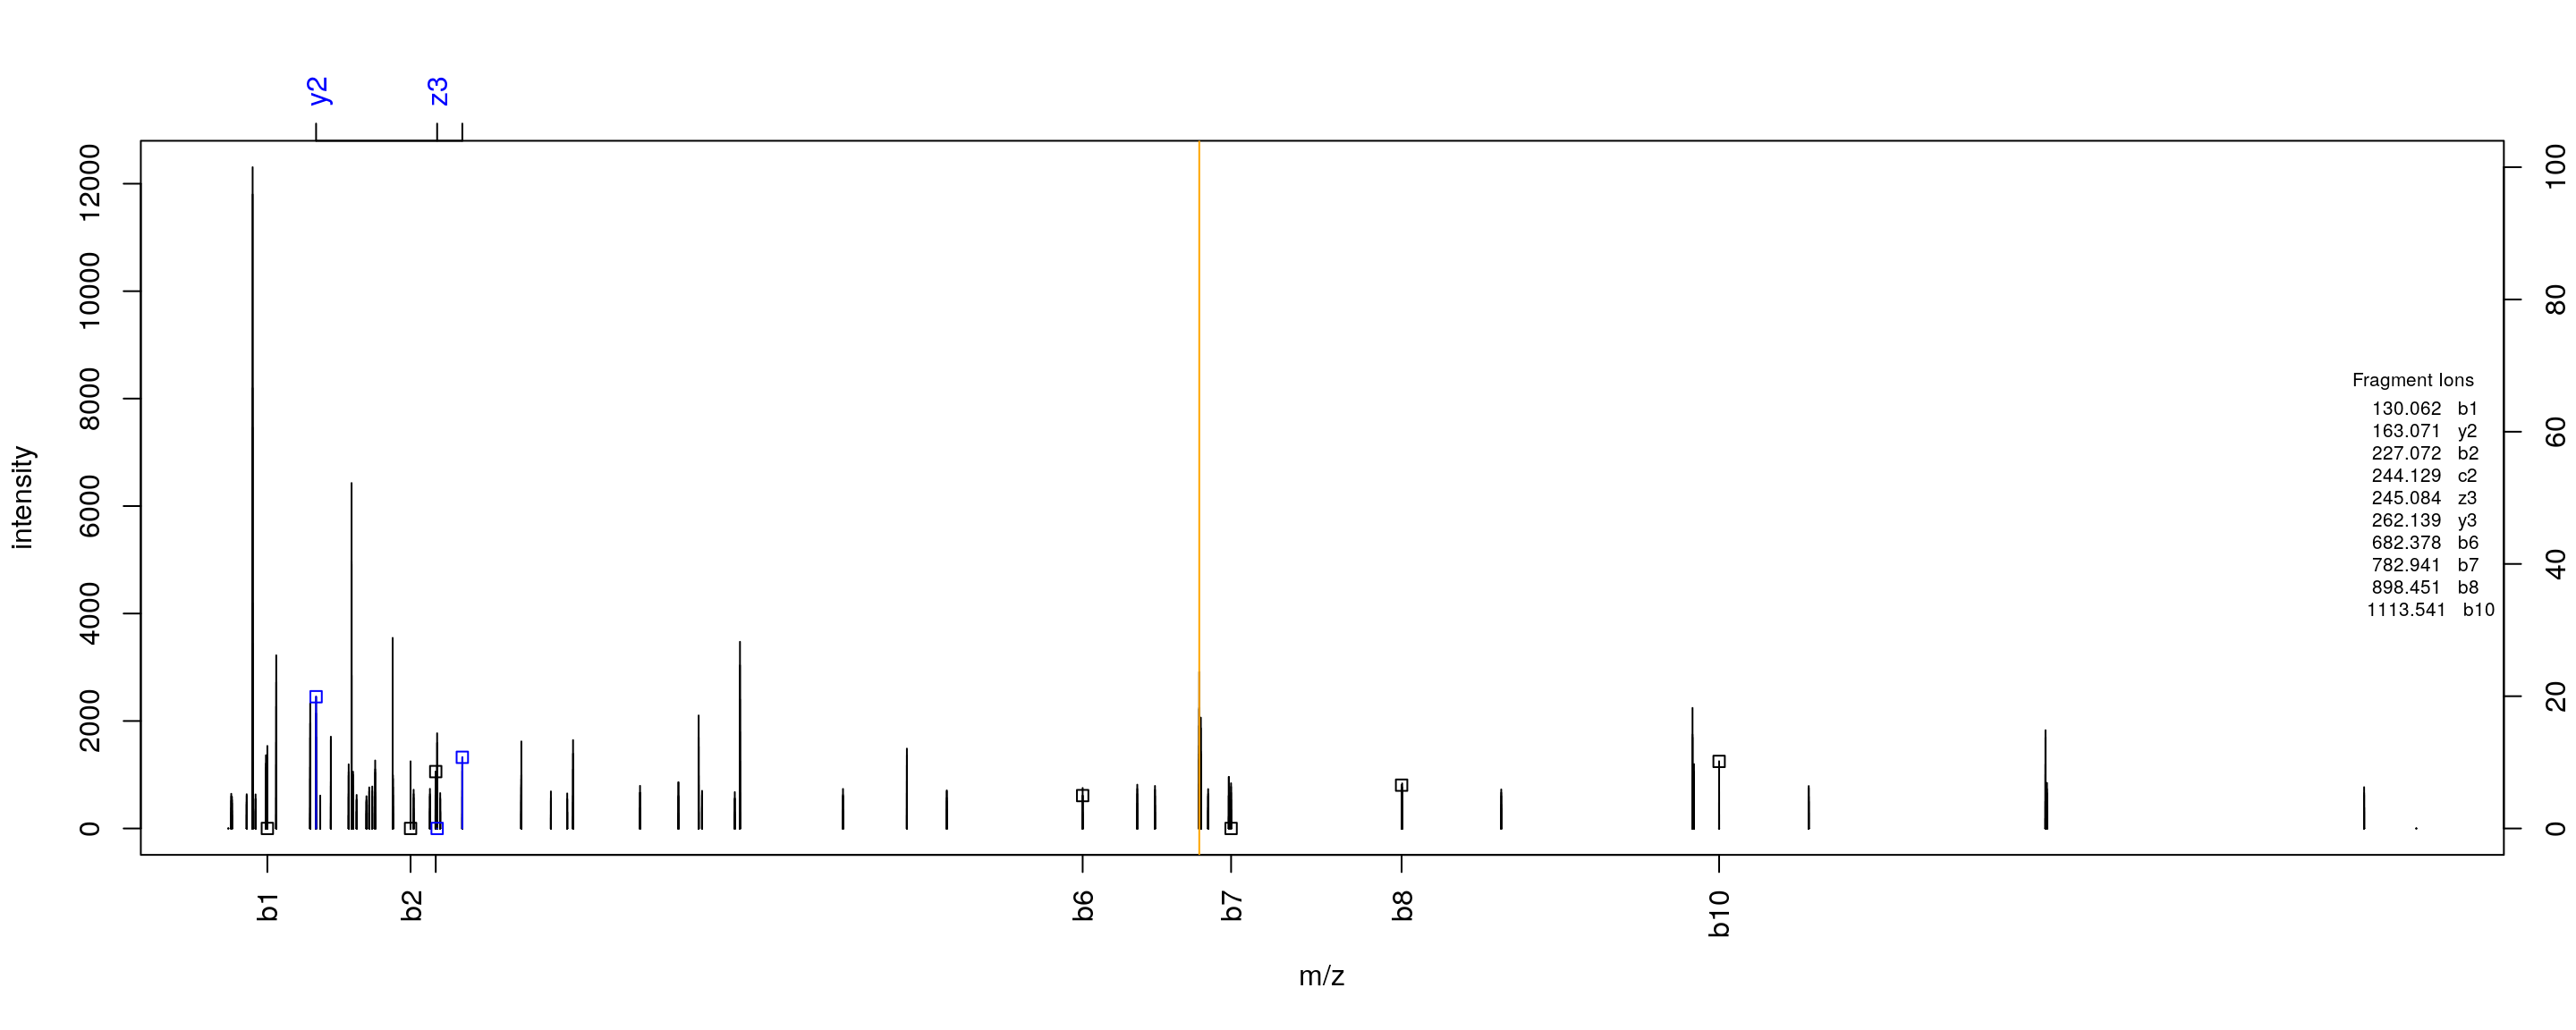 y2 z3
12000
10000
8000
6000
4000
2000
0
intensity
100
80
60
40
20
0
Fragment Ions
130.062 b1
163.071 y2
227.072 b2
244.129 c2
245.084 z3
262.139 y3
682.378 b6
782.941 b7
898.451 b8
1113.541 b10
b1 b2 b6 b7 b8 b10
m/z